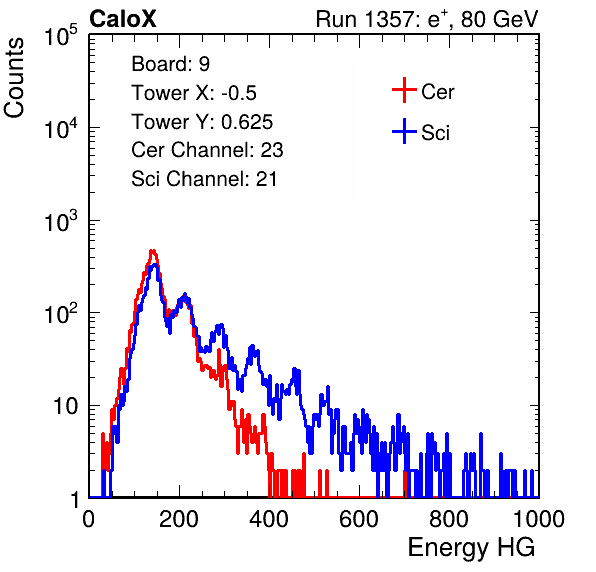 CaloX Run 1357: e⁺, 80 GeV
Counts
Board: 9
Tower X: -0.5
Tower Y: 0.625
Cer Channel: 23
Sci Channel: 21
Cer
Sci
10⁵
10⁴
10³
10²
10
1
0 200 400 600 800 1000
Energy HG